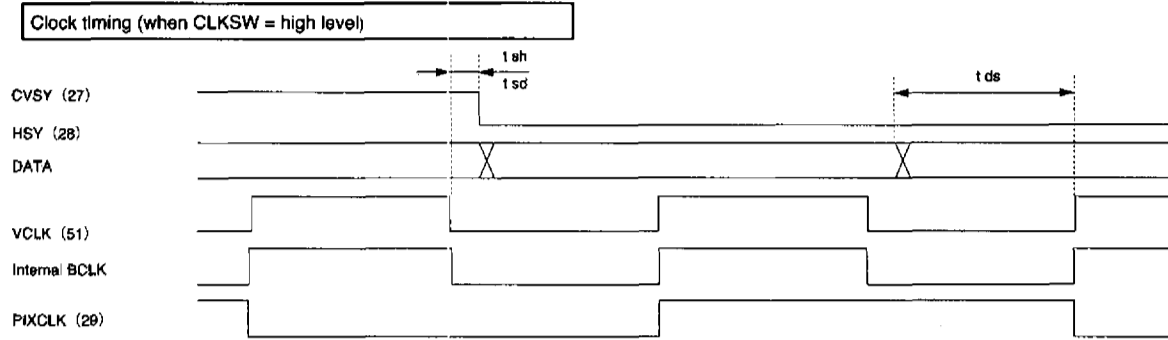 Clock timing (when CLKSW = high level)
t sh
t sd
t ds
CVSY (27)
HSY (28)
DATA
VCLK (51)
Internal BCLK
PIXCLK (29)